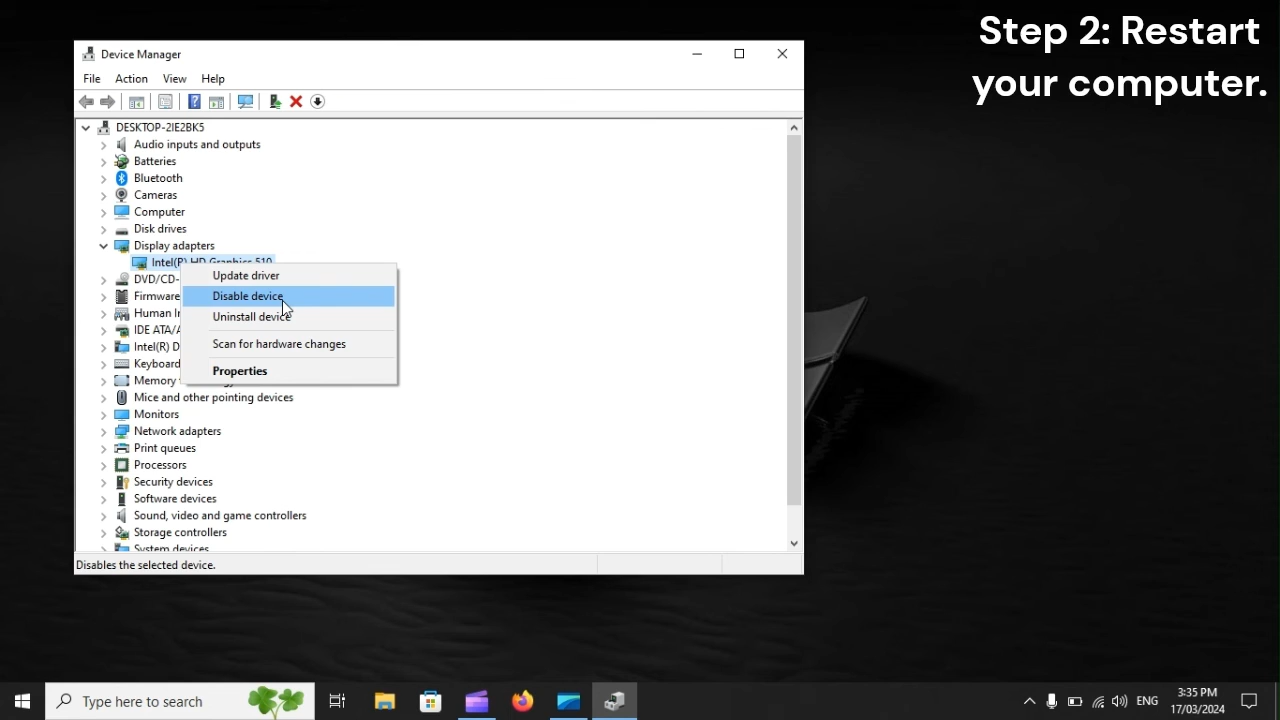 Step 2: Restart
your computer.
Device Manager
File Action View Help
DESKTOP-2IE2BK5
Audio inputs and outputs
Batteries
Bluetooth
Cameras
Computer
Disk drives
Display adapters
Intel(R) HD Graphics 510
Update driver
DVD/CD-
Disable device
Firmware
Human In
Uninstall device
IDE ATA/A
Intel(R) D
Scan for hardware changes
Keyboard
Properties
Memory
Mice and other pointing devices
Monitors
Network adapters
Print queues
Processors
Security devices
Software devices
Sound, video and game controllers
Storage controllers
System devices
Disables the selected device.
Type here to search
ENG
3:35 PM
17/03/2024